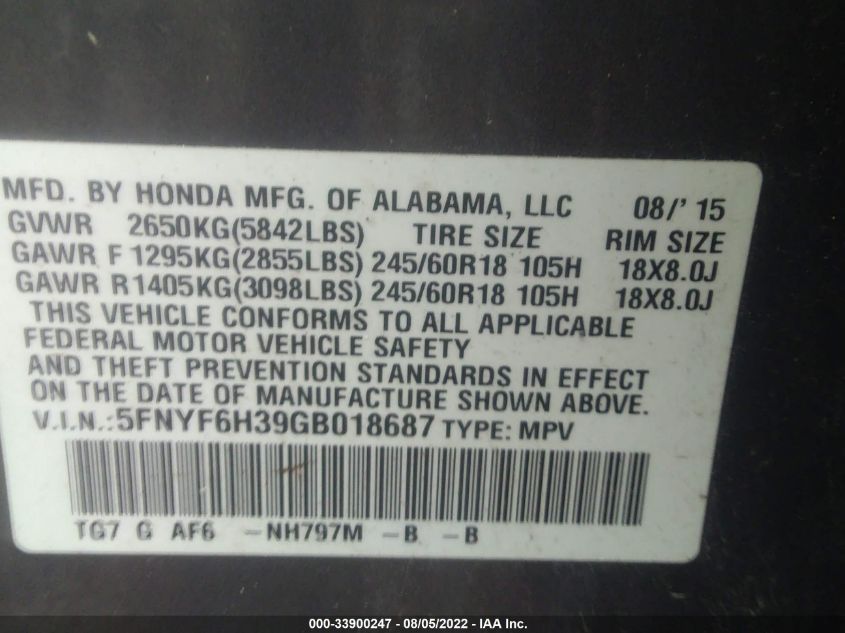 MFD. BY HONDA MFG. OF ALABAMA, LLC 08/' 15
GVWR 2650KG(5842LBS) TIRE SIZE RIM SIZE
GAWR F 1295KG(2855LBS) 245/60R18 105H 18X8.0J
GAWR R1405KG(3098LBS) 245/60R18 105H 18X8.0J
THIS VEHICLE CONFORMS TO ALL APPLICABLE
FEDERAL MOTOR VEHICLE SAFETY
AND THEFT PREVENTION STANDARDS IN EFFECT
ON THE DATE OF MANUFACTURE SHOWN ABOVE.
V.I.N.:5FNYF6H39GB018687 TYPE: MPV
TG7 G AF6 -NH797M -B -B
000-33900247 - 08/05/2022 - IAA Inc.